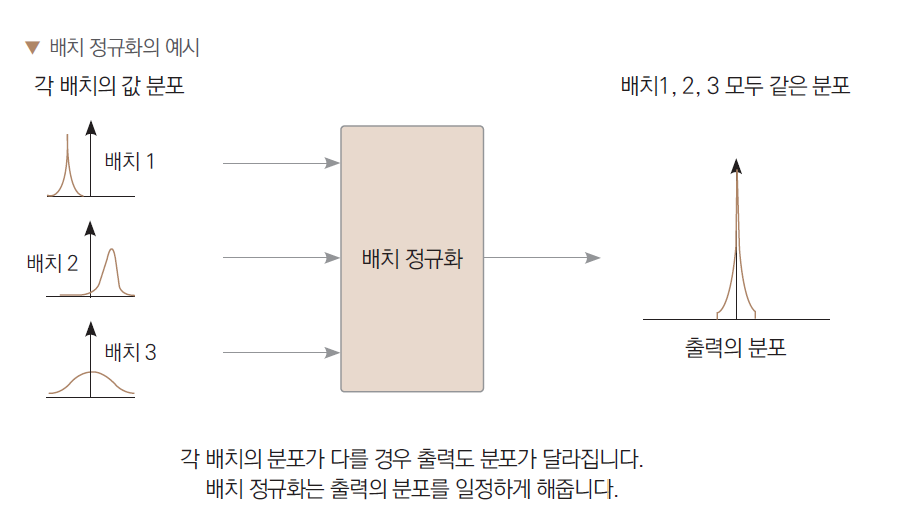 ▼ 배치 정규화의 예시
각 배치의 값 분포
배치1, 2, 3 모두 같은 분포
배치 1
배치 2
배치 3
배치 정규화
출력의 분포
각 배치의 분포가 다를 경우 출력도 분포가 달라집니다.
배치 정규화는 출력의 분포를 일정하게 해줍니다.